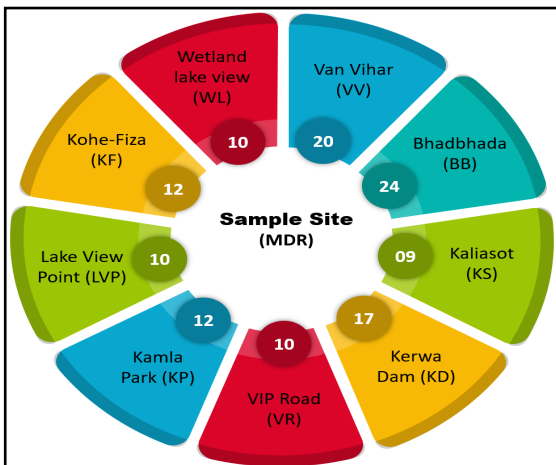 Wetland
lake view
(WL)
10
Van Vihar
(VV)
20
Bhadbhada
(BB)
24
Kaliasot
(KS)
09
Kerwa
Dam (KD)
17
VIP Road
(VR)
10
Kamla
Park (KP)
12
Lake View
Point (LVP)
10
Kohe-Fiza
(KF)
12
Sample Site
(MDR)